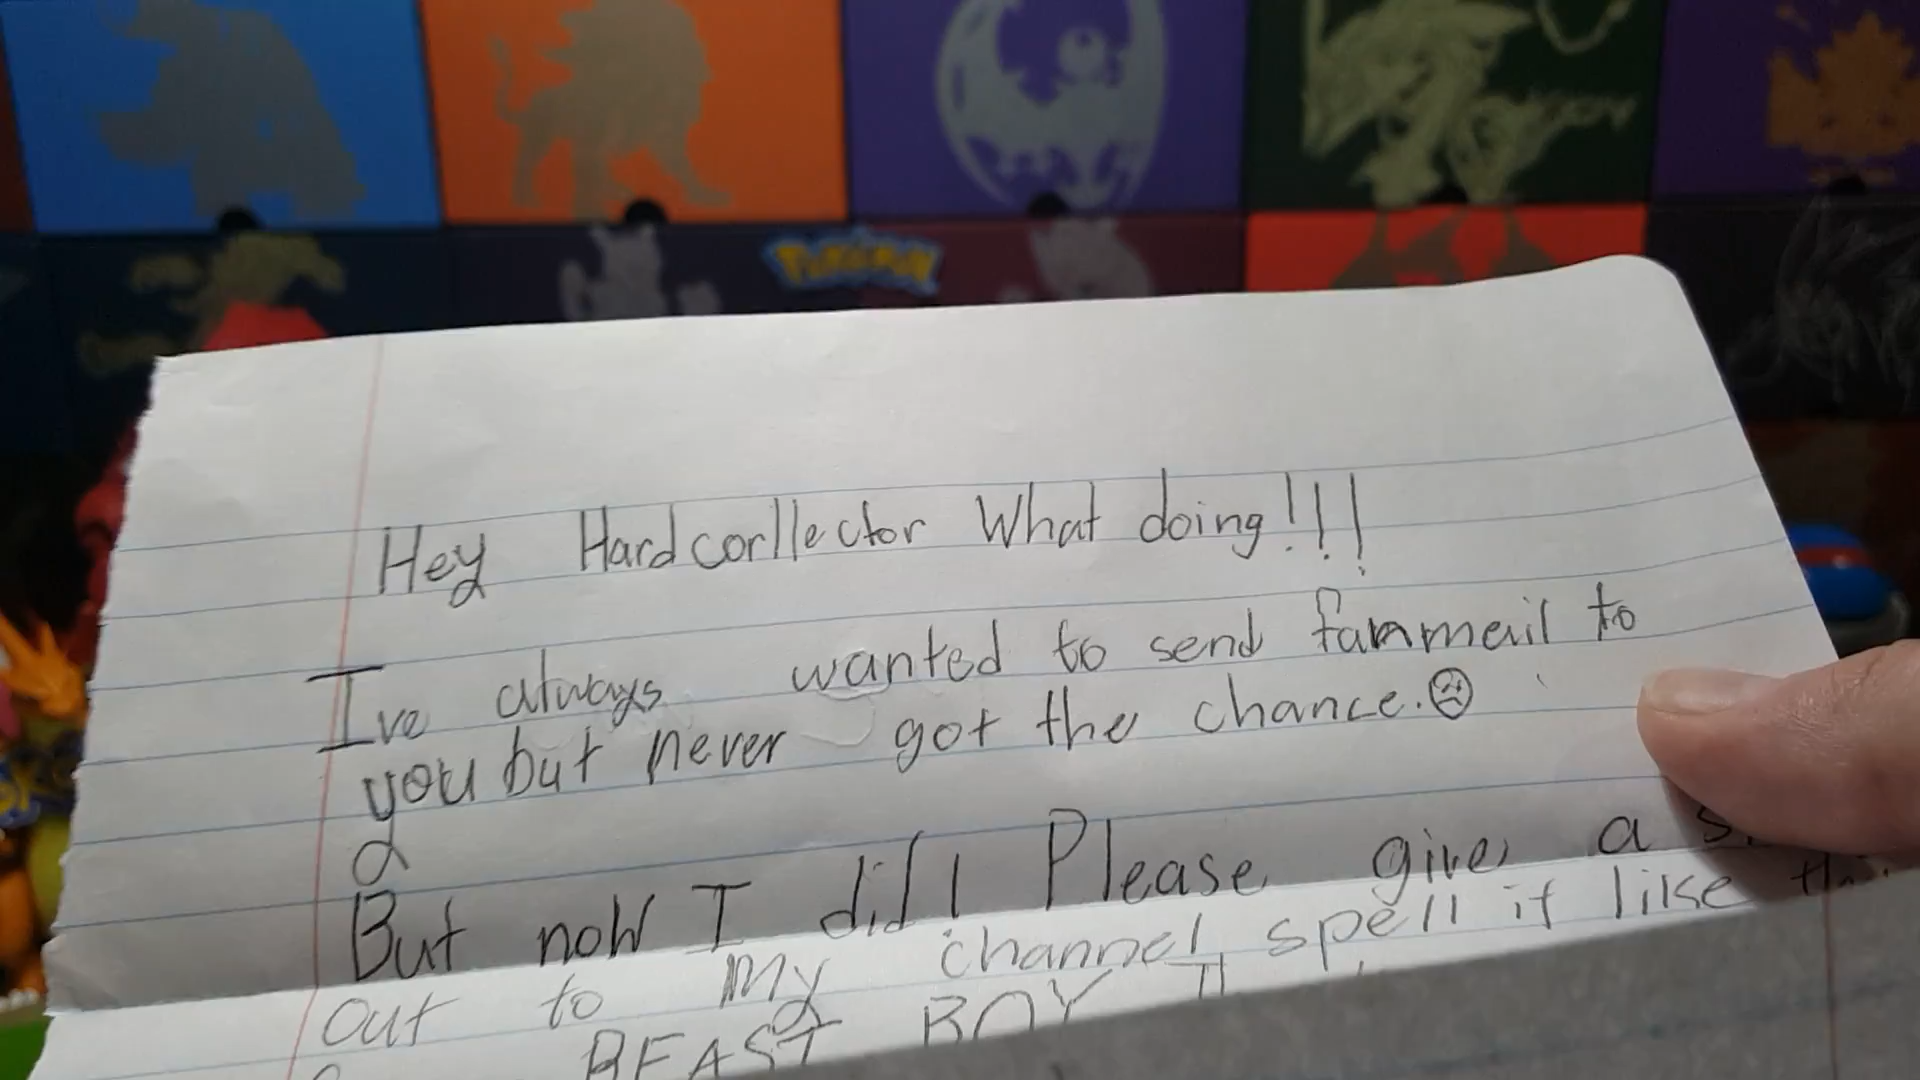 POKéMON
Hey Hardcorllector What doing!!!
Ive always wanted to send fanmail to
you but never got the chance.
But now I did! Please give a
out to my channel spell it like
BEAST BOY